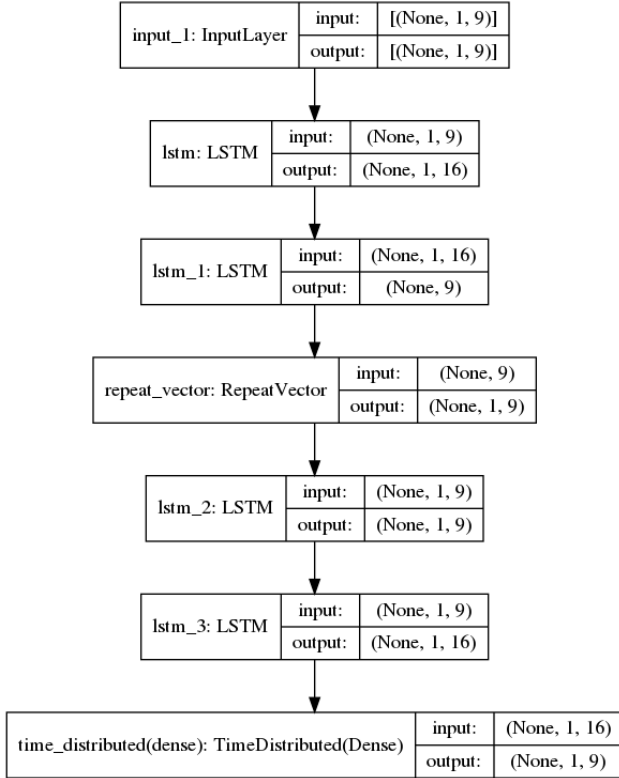 input_1: InputLayer
input: [(None, 1, 9)]
output: [(None, 1, 9)]
lstm: LSTM
input: (None, 1, 9)
output: (None, 1, 16)
lstm_1: LSTM
input: (None, 1, 16)
output: (None, 9)
repeat_vector: RepeatVector
input: (None, 9)
output: (None, 1, 9)
lstm_2: LSTM
input: (None, 1, 9)
output: (None, 1, 9)
lstm_3: LSTM
input: (None, 1, 9)
output: (None, 1, 16)
time_distributed(dense): TimeDistributed(Dense)
input: (None, 1, 16)
output: (None, 1, 9)